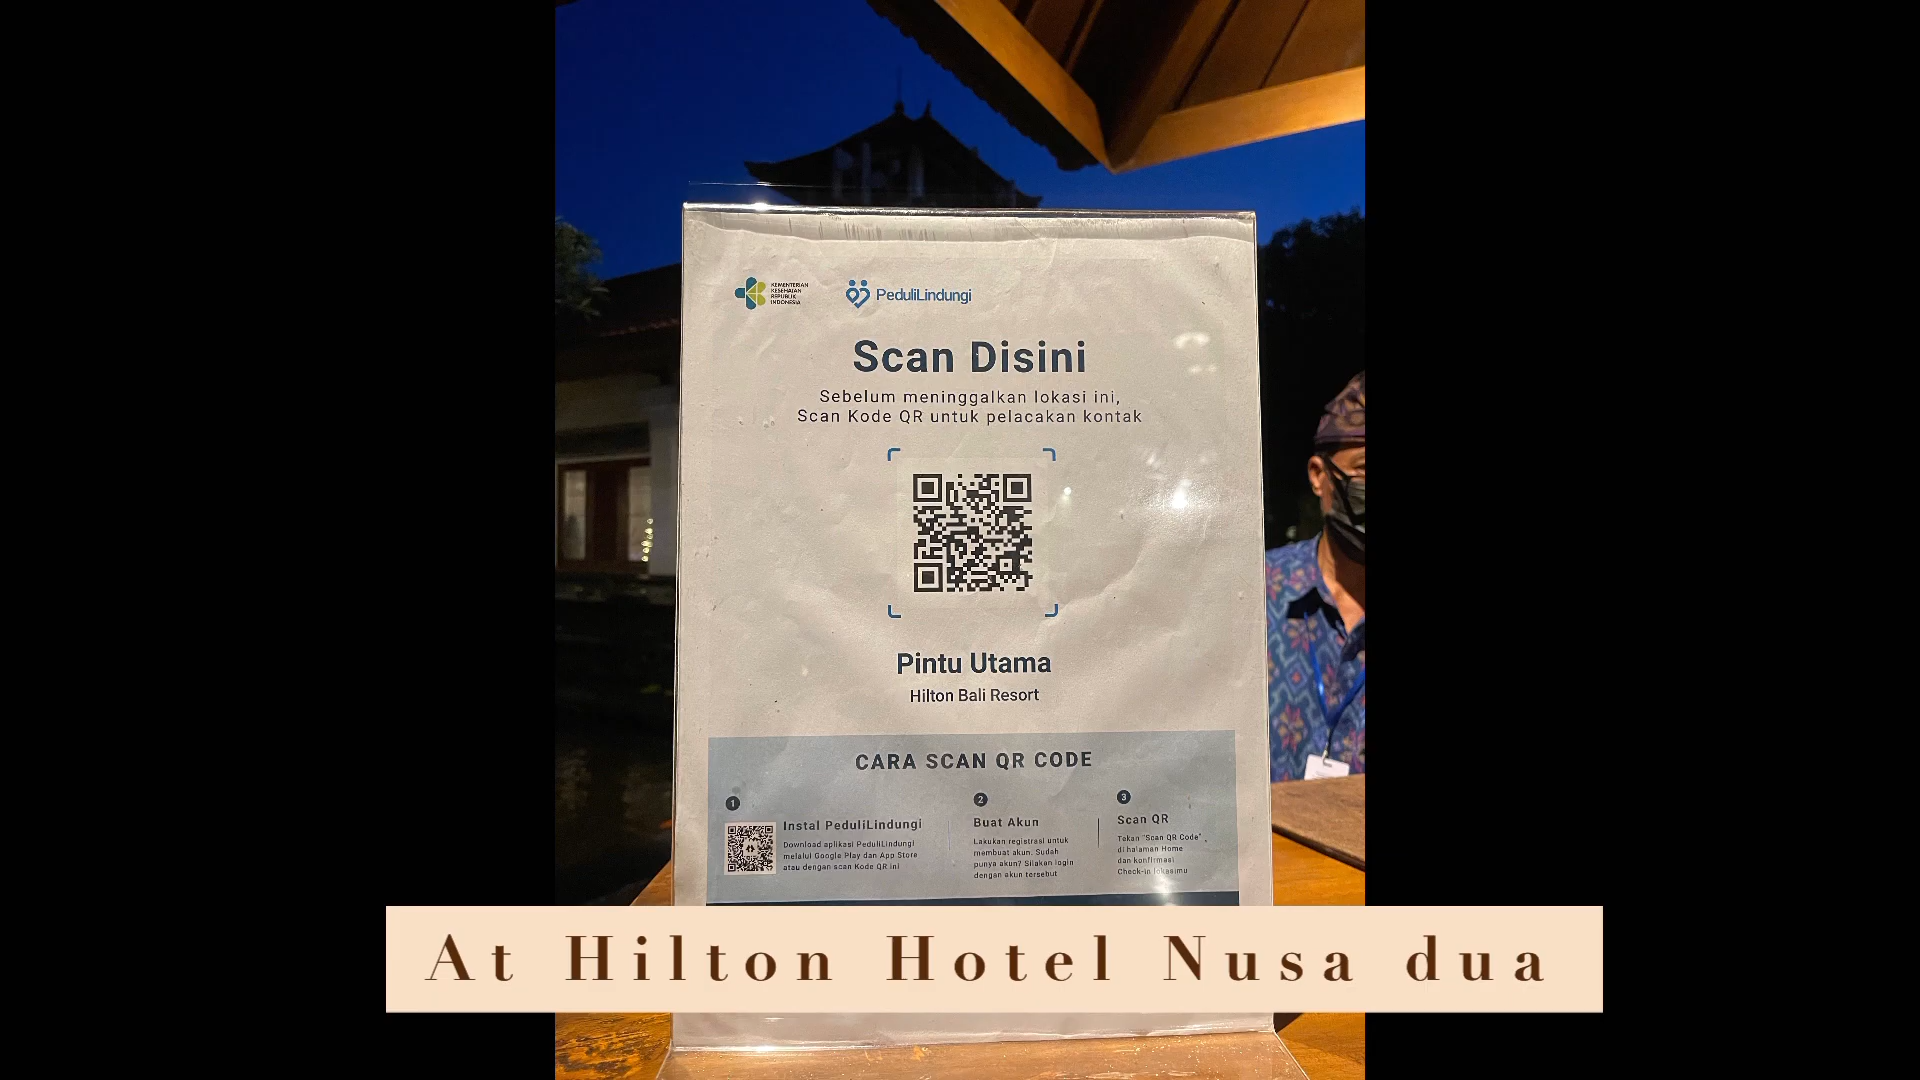 KEMENTERIAN
KESEHATAN
REPUBLIK
INDONESIA
PeduliLindungi
Scan Disini
Sebelum meninggalkan lokasi ini,
Scan Kode QR untuk pelacakan kontak
Pintu Utama
Hilton Bali Resort
CARA SCAN QR CODE
1
Instal PeduliLindungi
Download aplikasi PeduliLindungi
melalui Google Play dan App Store
atau dengan scan Kode QR ini
2
Buat Akun
Lakukan registrasi untuk
membuat akun. Sudah
punya akun? Silakan login
dengan akun tersebut
3
Scan QR
Tekan "Scan QR Code"
di halaman Home
dan konfirmasi
Check-in lokasimu
At Hilton Hotel Nusa dua